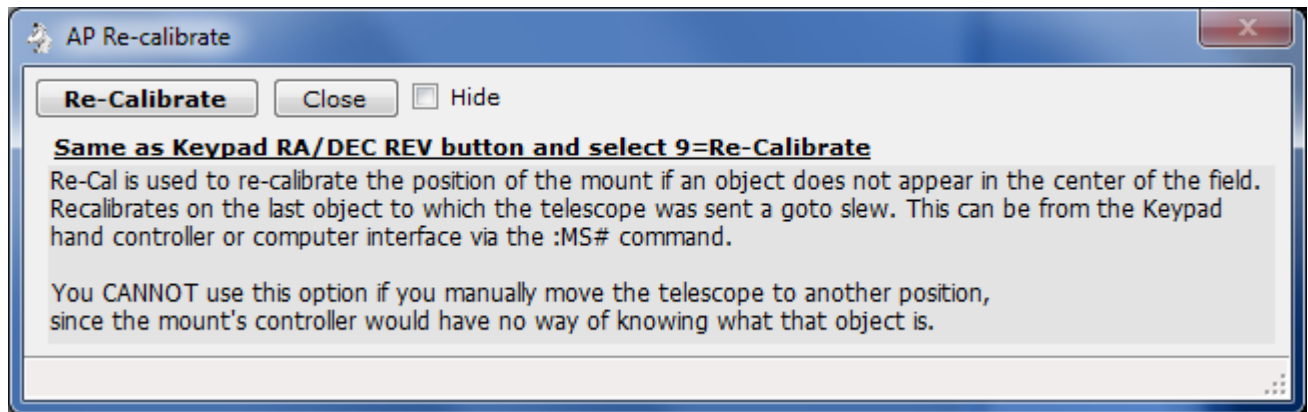 AP Re-calibrate
Re-Calibrate Close Hide
Same as Keypad RA/DEC REV button and select 9=Re-Calibrate
Re-Cal is used to re-calibrate the position of the mount if an object does not appear in the center of the field.
Recalibrates on the last object to which the telescope was sent a goto slew. This can be from the Keypad
hand controller or computer interface via the :MS# command.
You CANNOT use this option if you manually move the telescope to another position,
since the mount's controller would have no way of knowing what that object is.